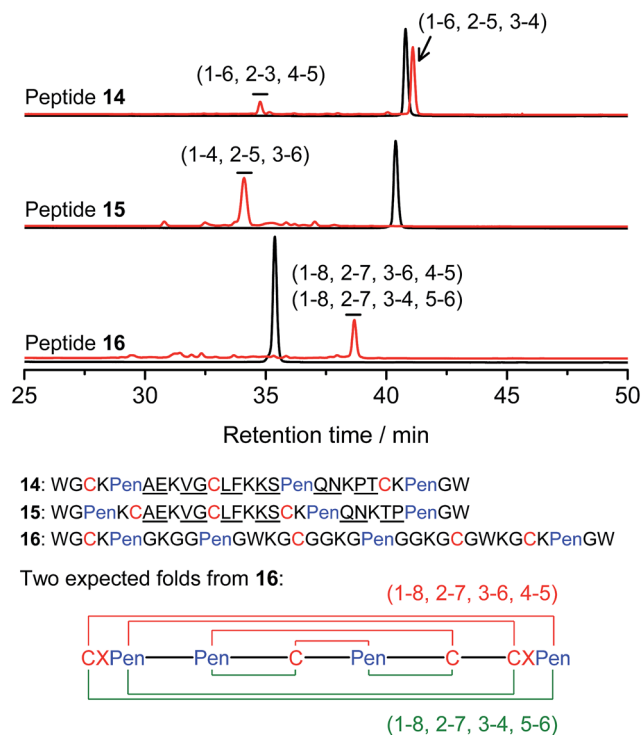 (1-6, 2-5, 3-4)
(1-6, 2-3, 4-5)
Peptide 14
(1-4, 2-5, 3-6)
Peptide 15
(1-8, 2-7, 3-6, 4-5)
(1-8, 2-7, 3-4, 5-6)
Peptide 16
25 30 35 40 45 50
Retention time / min
14: WGCKPenAEKVGCLFKKSPenQNKPTCKPenGW
15: WGPenKCAEKVGCLFKKSCKPenQNKTPPenGW
16: WGCKPenGKGGPenGWKGCGGKGPenGGKGCGWKGCKPenGW
Two expected folds from 16:
(1-8, 2-7, 3-6, 4-5)
CXPen Pen C Pen C CXPen
(1-8, 2-7, 3-4, 5-6)